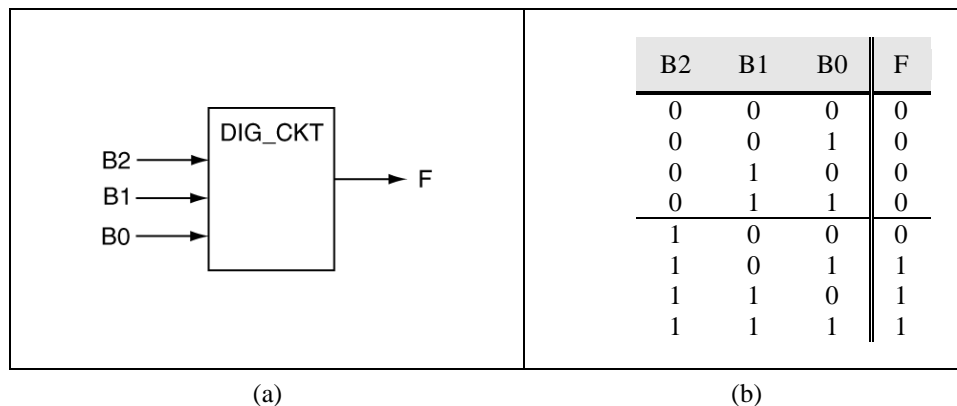 DIG_CKT
B2
B1
B0
F
B2 B1 B0 F
0 0 0 0
0 0 1 0
0 1 0 0
0 1 1 0
1 0 0 0
1 0 1 1
1 1 0 1
1 1 1 1
(a) (b)